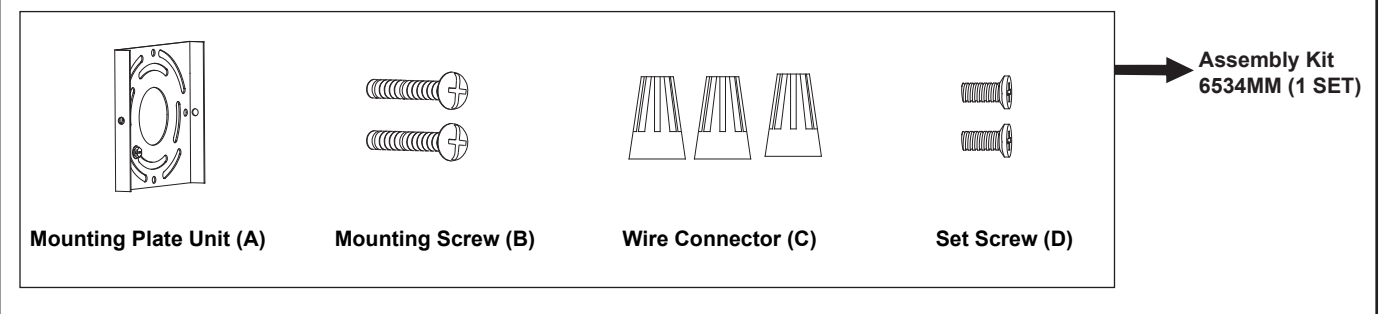 Assembly Kit
6534MM (1 SET)
Mounting Plate Unit (A)
Mounting Screw (B)
Wire Connector (C)
Set Screw (D)